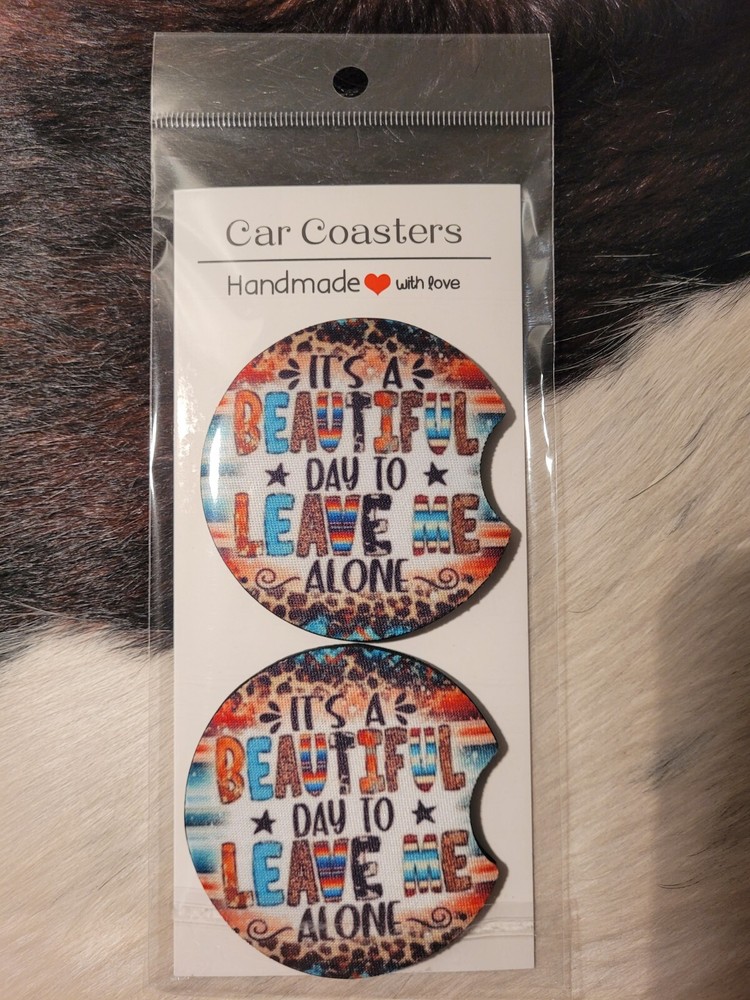 Car Coasters
Handmade with love
IT'S A
BEAUTIFUL
DAY TO
LEAVE ME
ALONE
IT'S A
BEAUTIFUL
DAY TO
LEAVE ME
ALONE